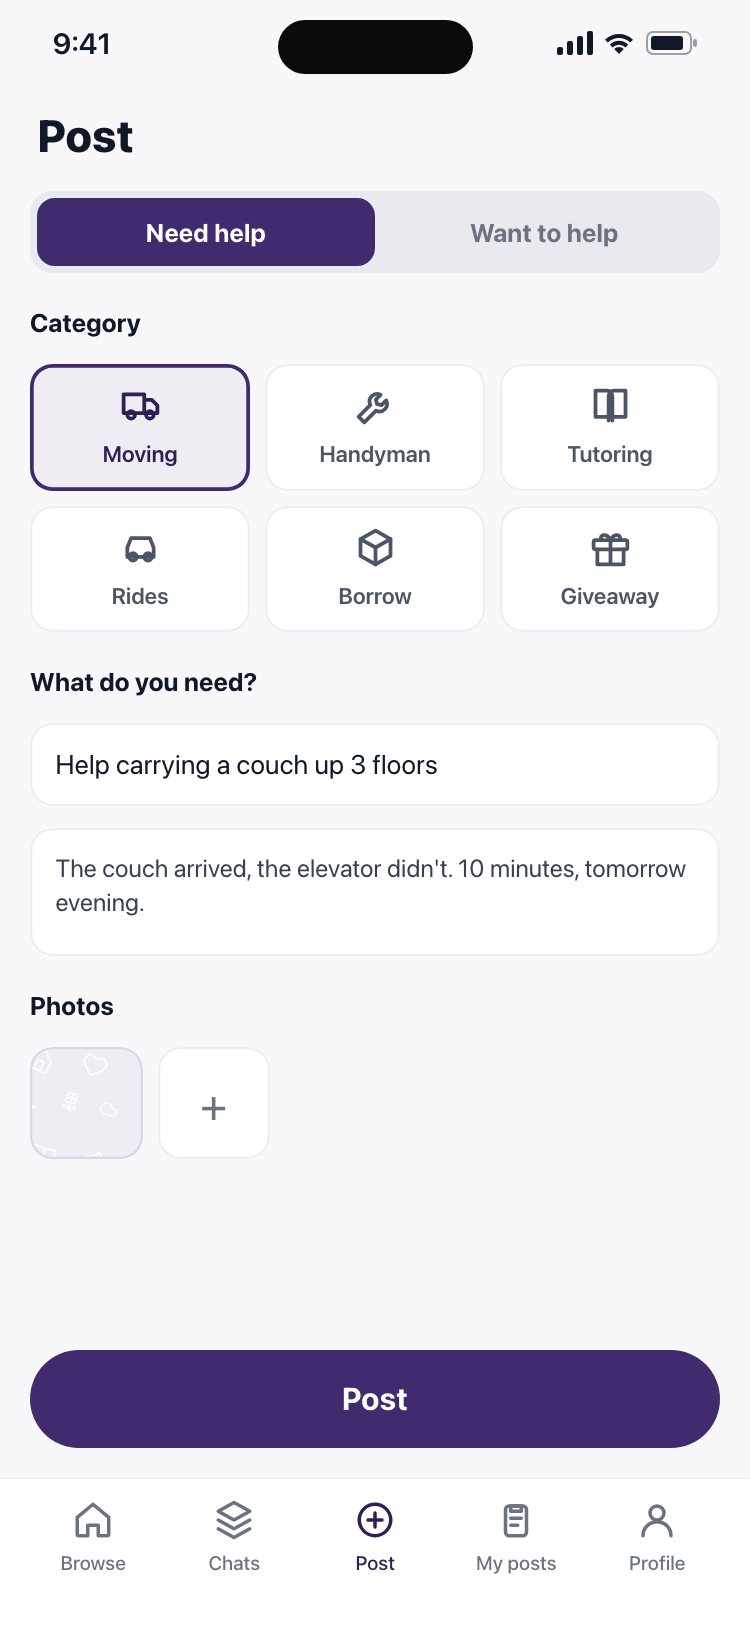 9:41
Post
Need help
Want to help
Category
Moving
Handyman
Tutoring
Rides
Borrow
Giveaway
What do you need?
Help carrying a couch up 3 floors
The couch arrived, the elevator didn't. 10 minutes, tomorrow
evening.
Photos
Post
Browse
Chats
Post
My posts
Profile